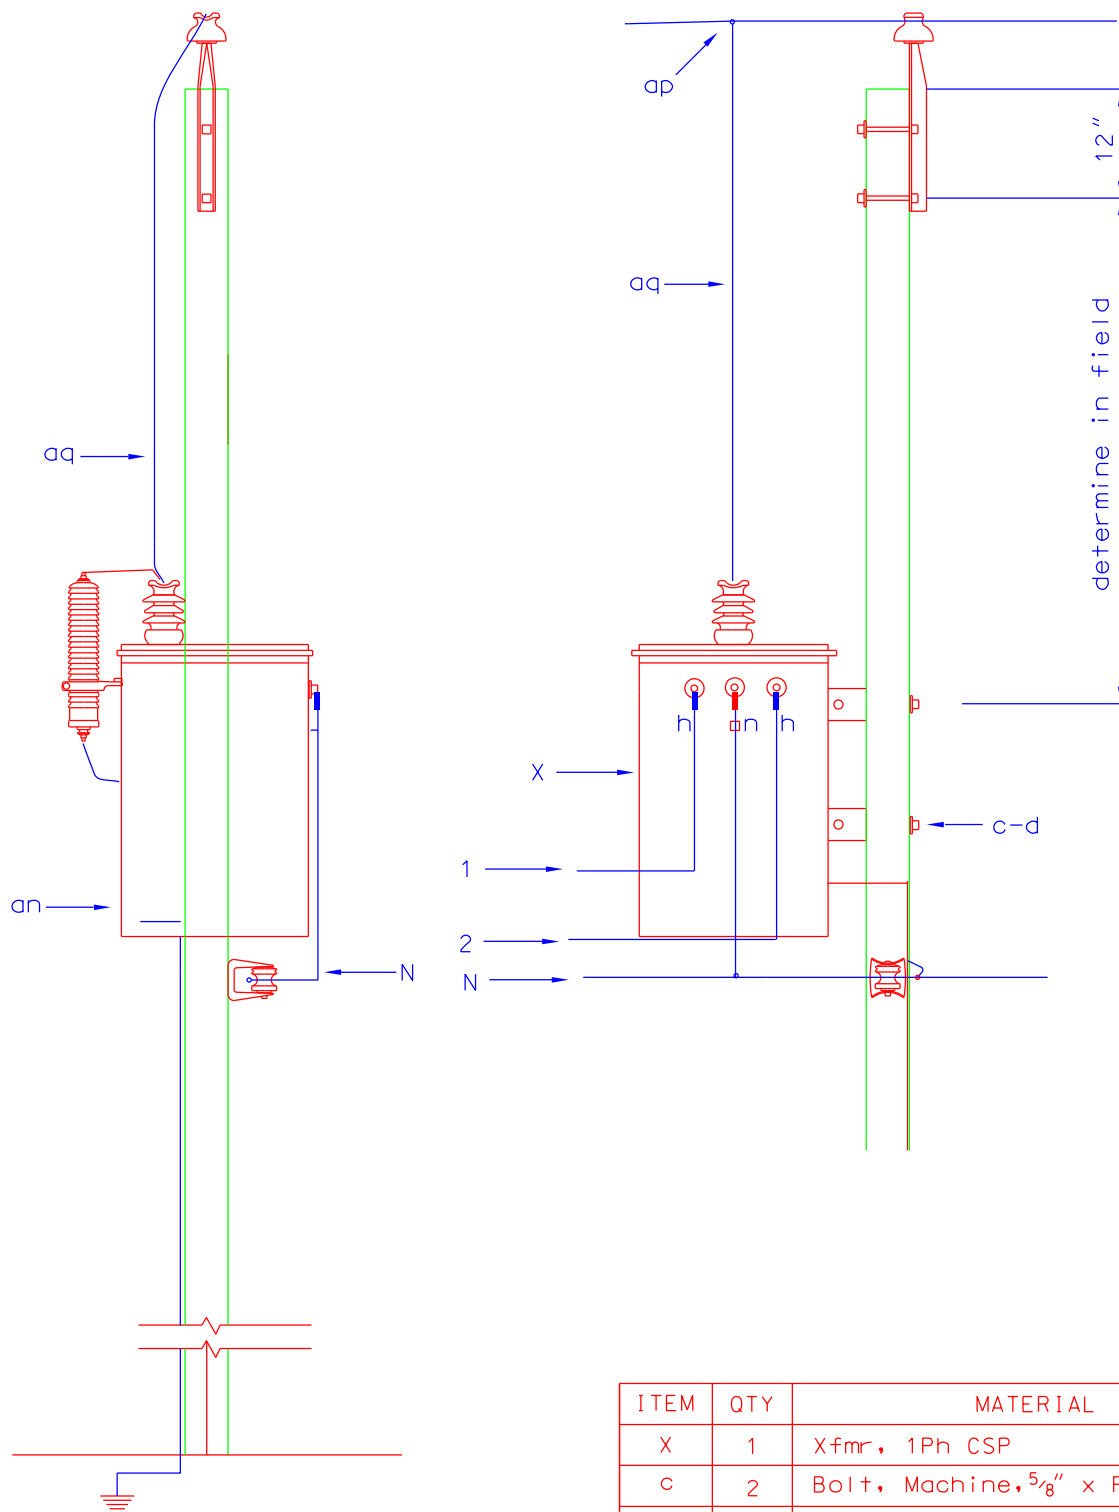 ap
12"
aq
determine in field
aq
h n h
X
c-d
1
an
2
N
N
ITEM QTY MATERIAL
X 1 Xfmr, 1Ph CSP
c 2 Bolt, Machine, 5/8" x